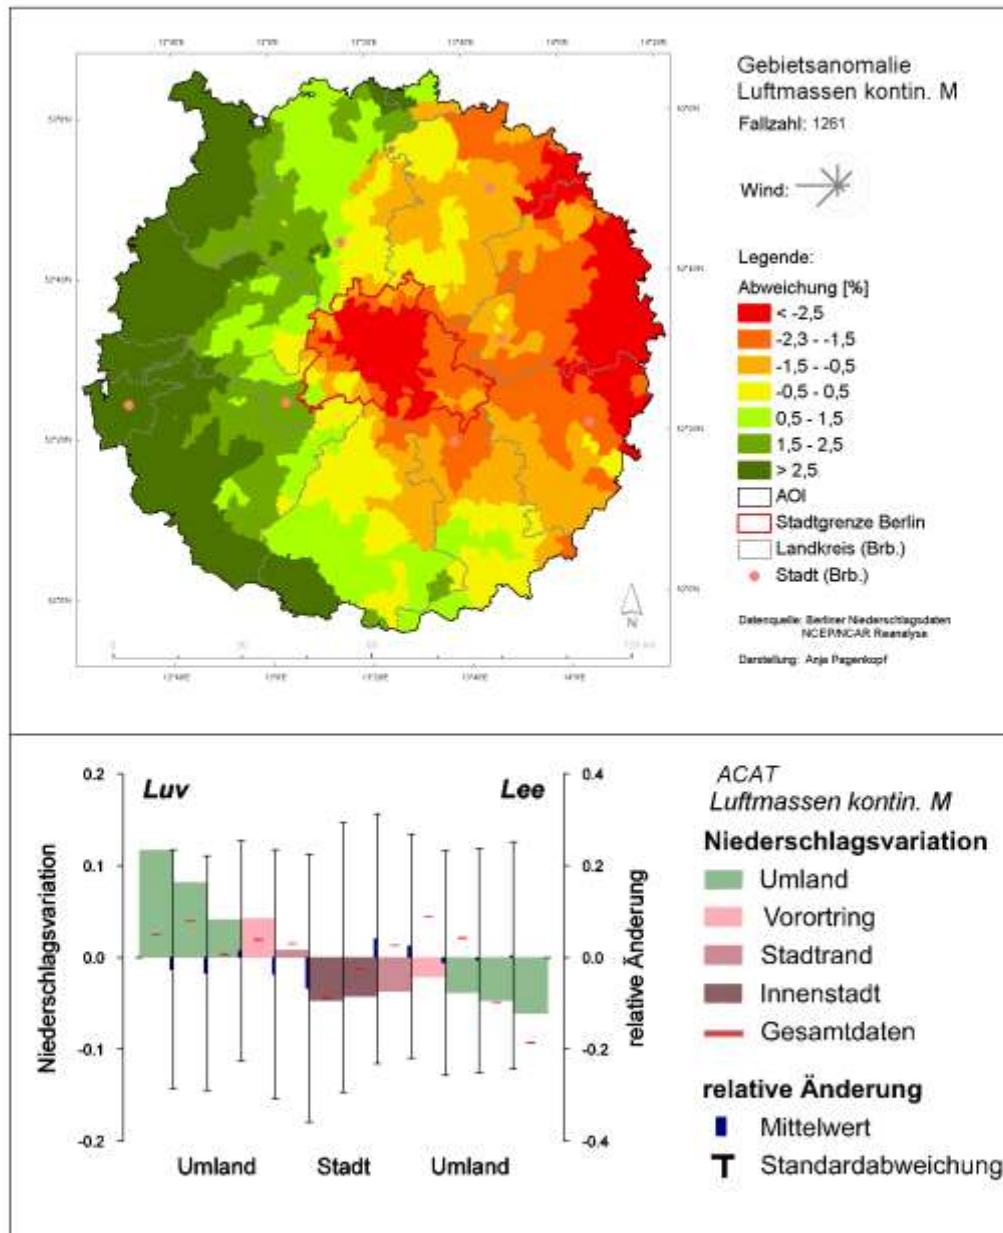 Gebietsanomalie
Luftmassen kontin. M
Fallzahl: 1261
Wind:
Legende:
Abweichung [%]
< -2,5
-2,3 - -1,5
-1,5 - -0,5
-0,5 - 0,5
0,5 - 1,5
1,5 - 2,5
> 2,5
AOI
Stadtgrenze Berlin
Landkreis (Brb.)
Stadt (Brb.)
N
Datenquelle: Berliner Niederschlagsdaten
NCEP/NCAR Reanalyse
Darstellung: Anja Pagenkopf
Luv
Lee
Niederschlagsvariation
0.2
0.1
0.0
-0.1
-0.2
0.4
0.2
0.0
-0.2
-0.4
relative Änderung
Umland
Stadt
Umland
ACAT
Luftmassen kontin. M
Niederschlagsvariation
Umland
Vorortring
Stadtrand
Innenstadt
Gesamtdaten
relative Änderung
Mittelwert
Standardabweichung